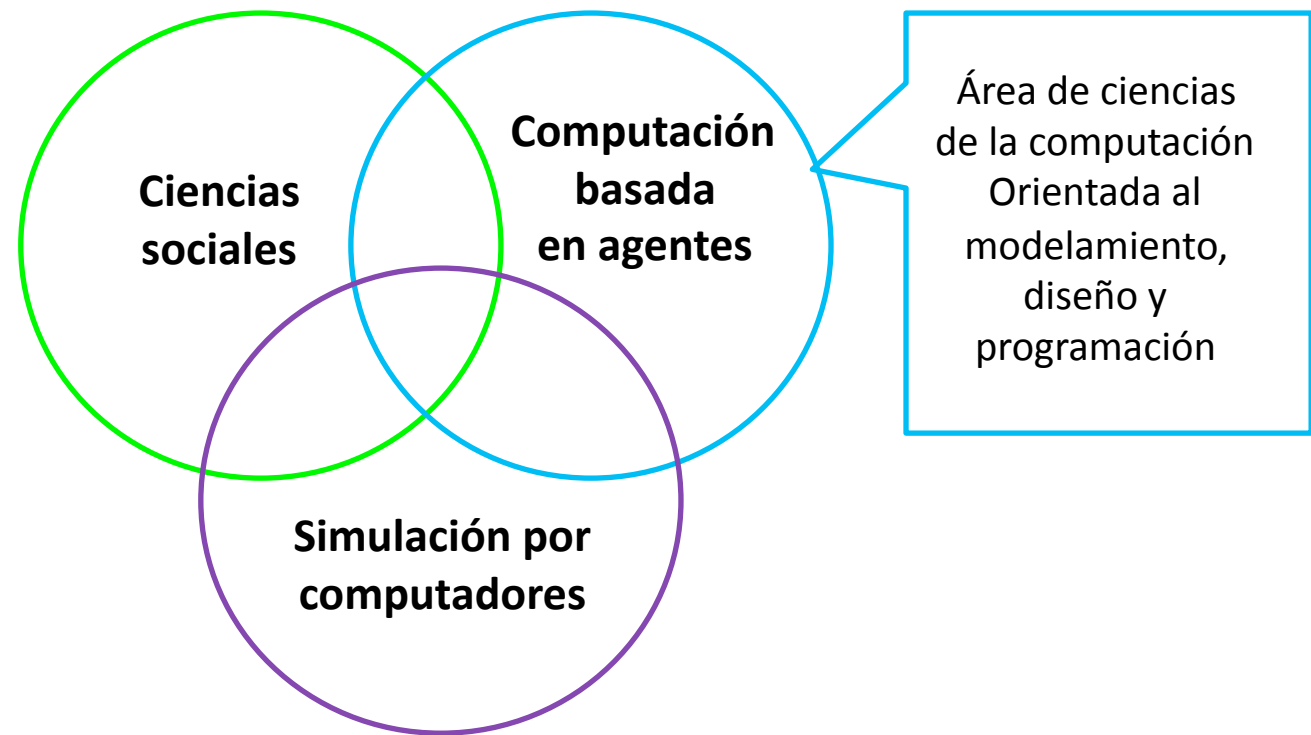 Ciencias
sociales
Computación
basada
en agentes
Simulación por
computadores
Área de ciencias
de la computación
Orientada al
modelamiento,
diseño y
programación